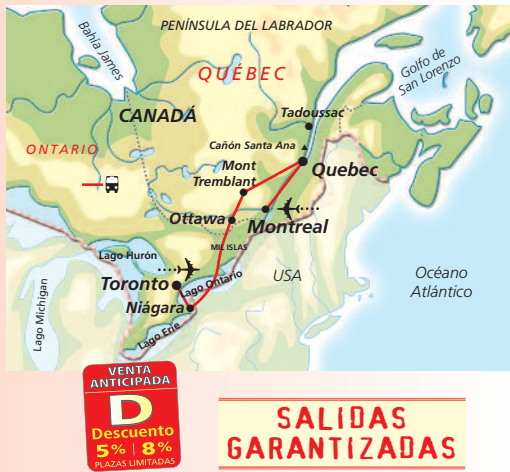 Bahía James
PENÍNSULA DEL LABRADOR
QUÉBEC
Golfo de
San Lorenzo
CANADÁ
Tadoussac
ONTARIO
Cañón Santa Ana
Quebec
Mont
Tremblant
Ottawa
Montreal
MIL ISLAS
Lago Hurón
Toronto
Lago Ontario
USA
Océano
Atlántico
Niágara
Lago Michigan
Lago Erie
VENTA
ANTICIPADA
D
Descuento
5% | 8%
PLAZAS LIMITADAS
SALIDAS
GARANTIZADAS